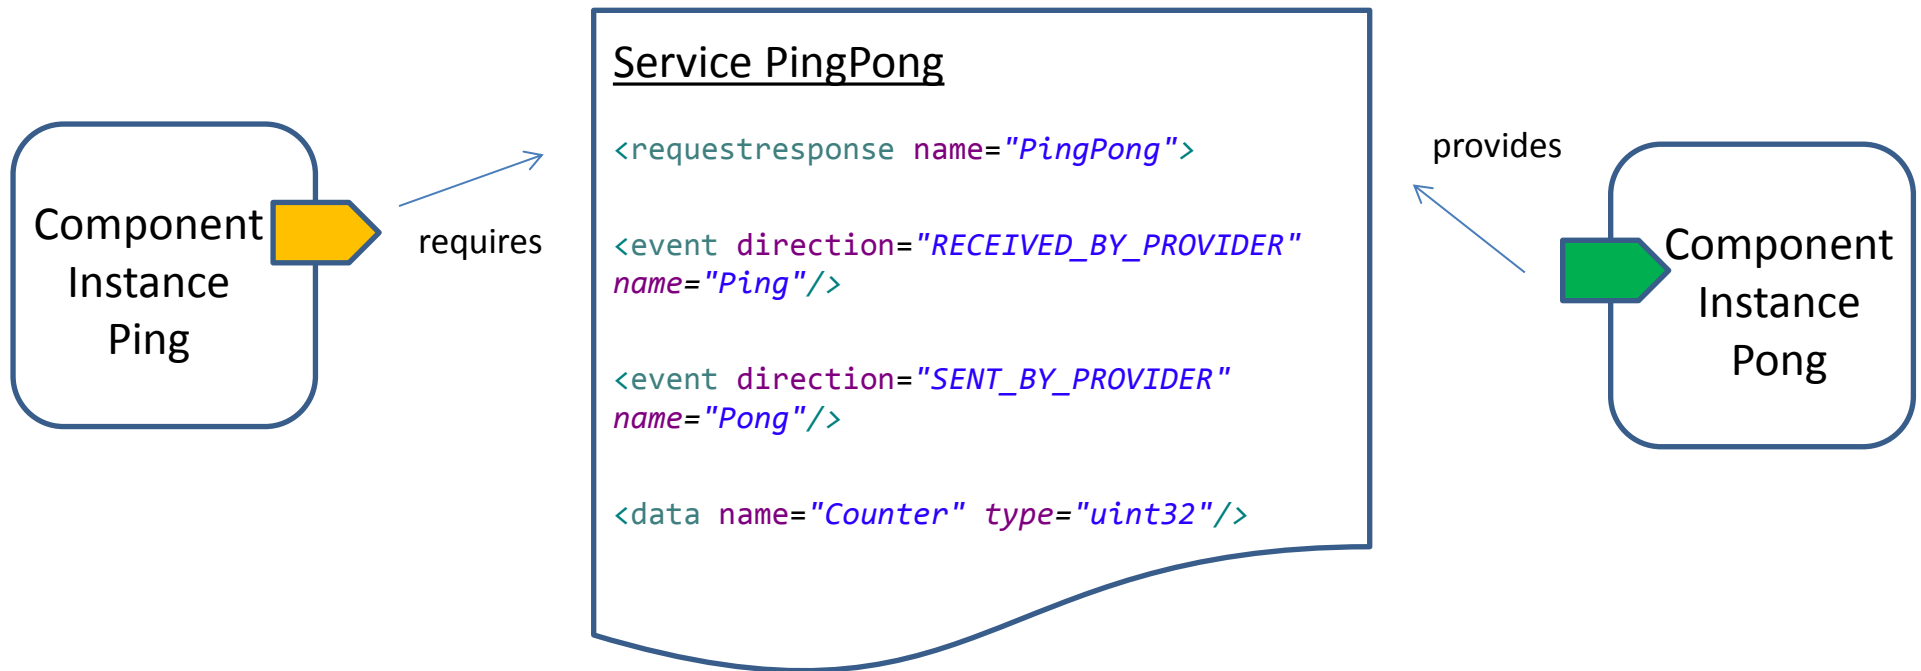 Component
Instance
Ping
requires
Service PingPong
<requestresponse name="PingPong">
<event direction="RECEIVED_BY_PROVIDER"
name="Ping"/>
<event direction="SENT_BY_PROVIDER"
name="Pong"/>
<data name="Counter" type="uint32"/>
provides
Component
Instance
Pong